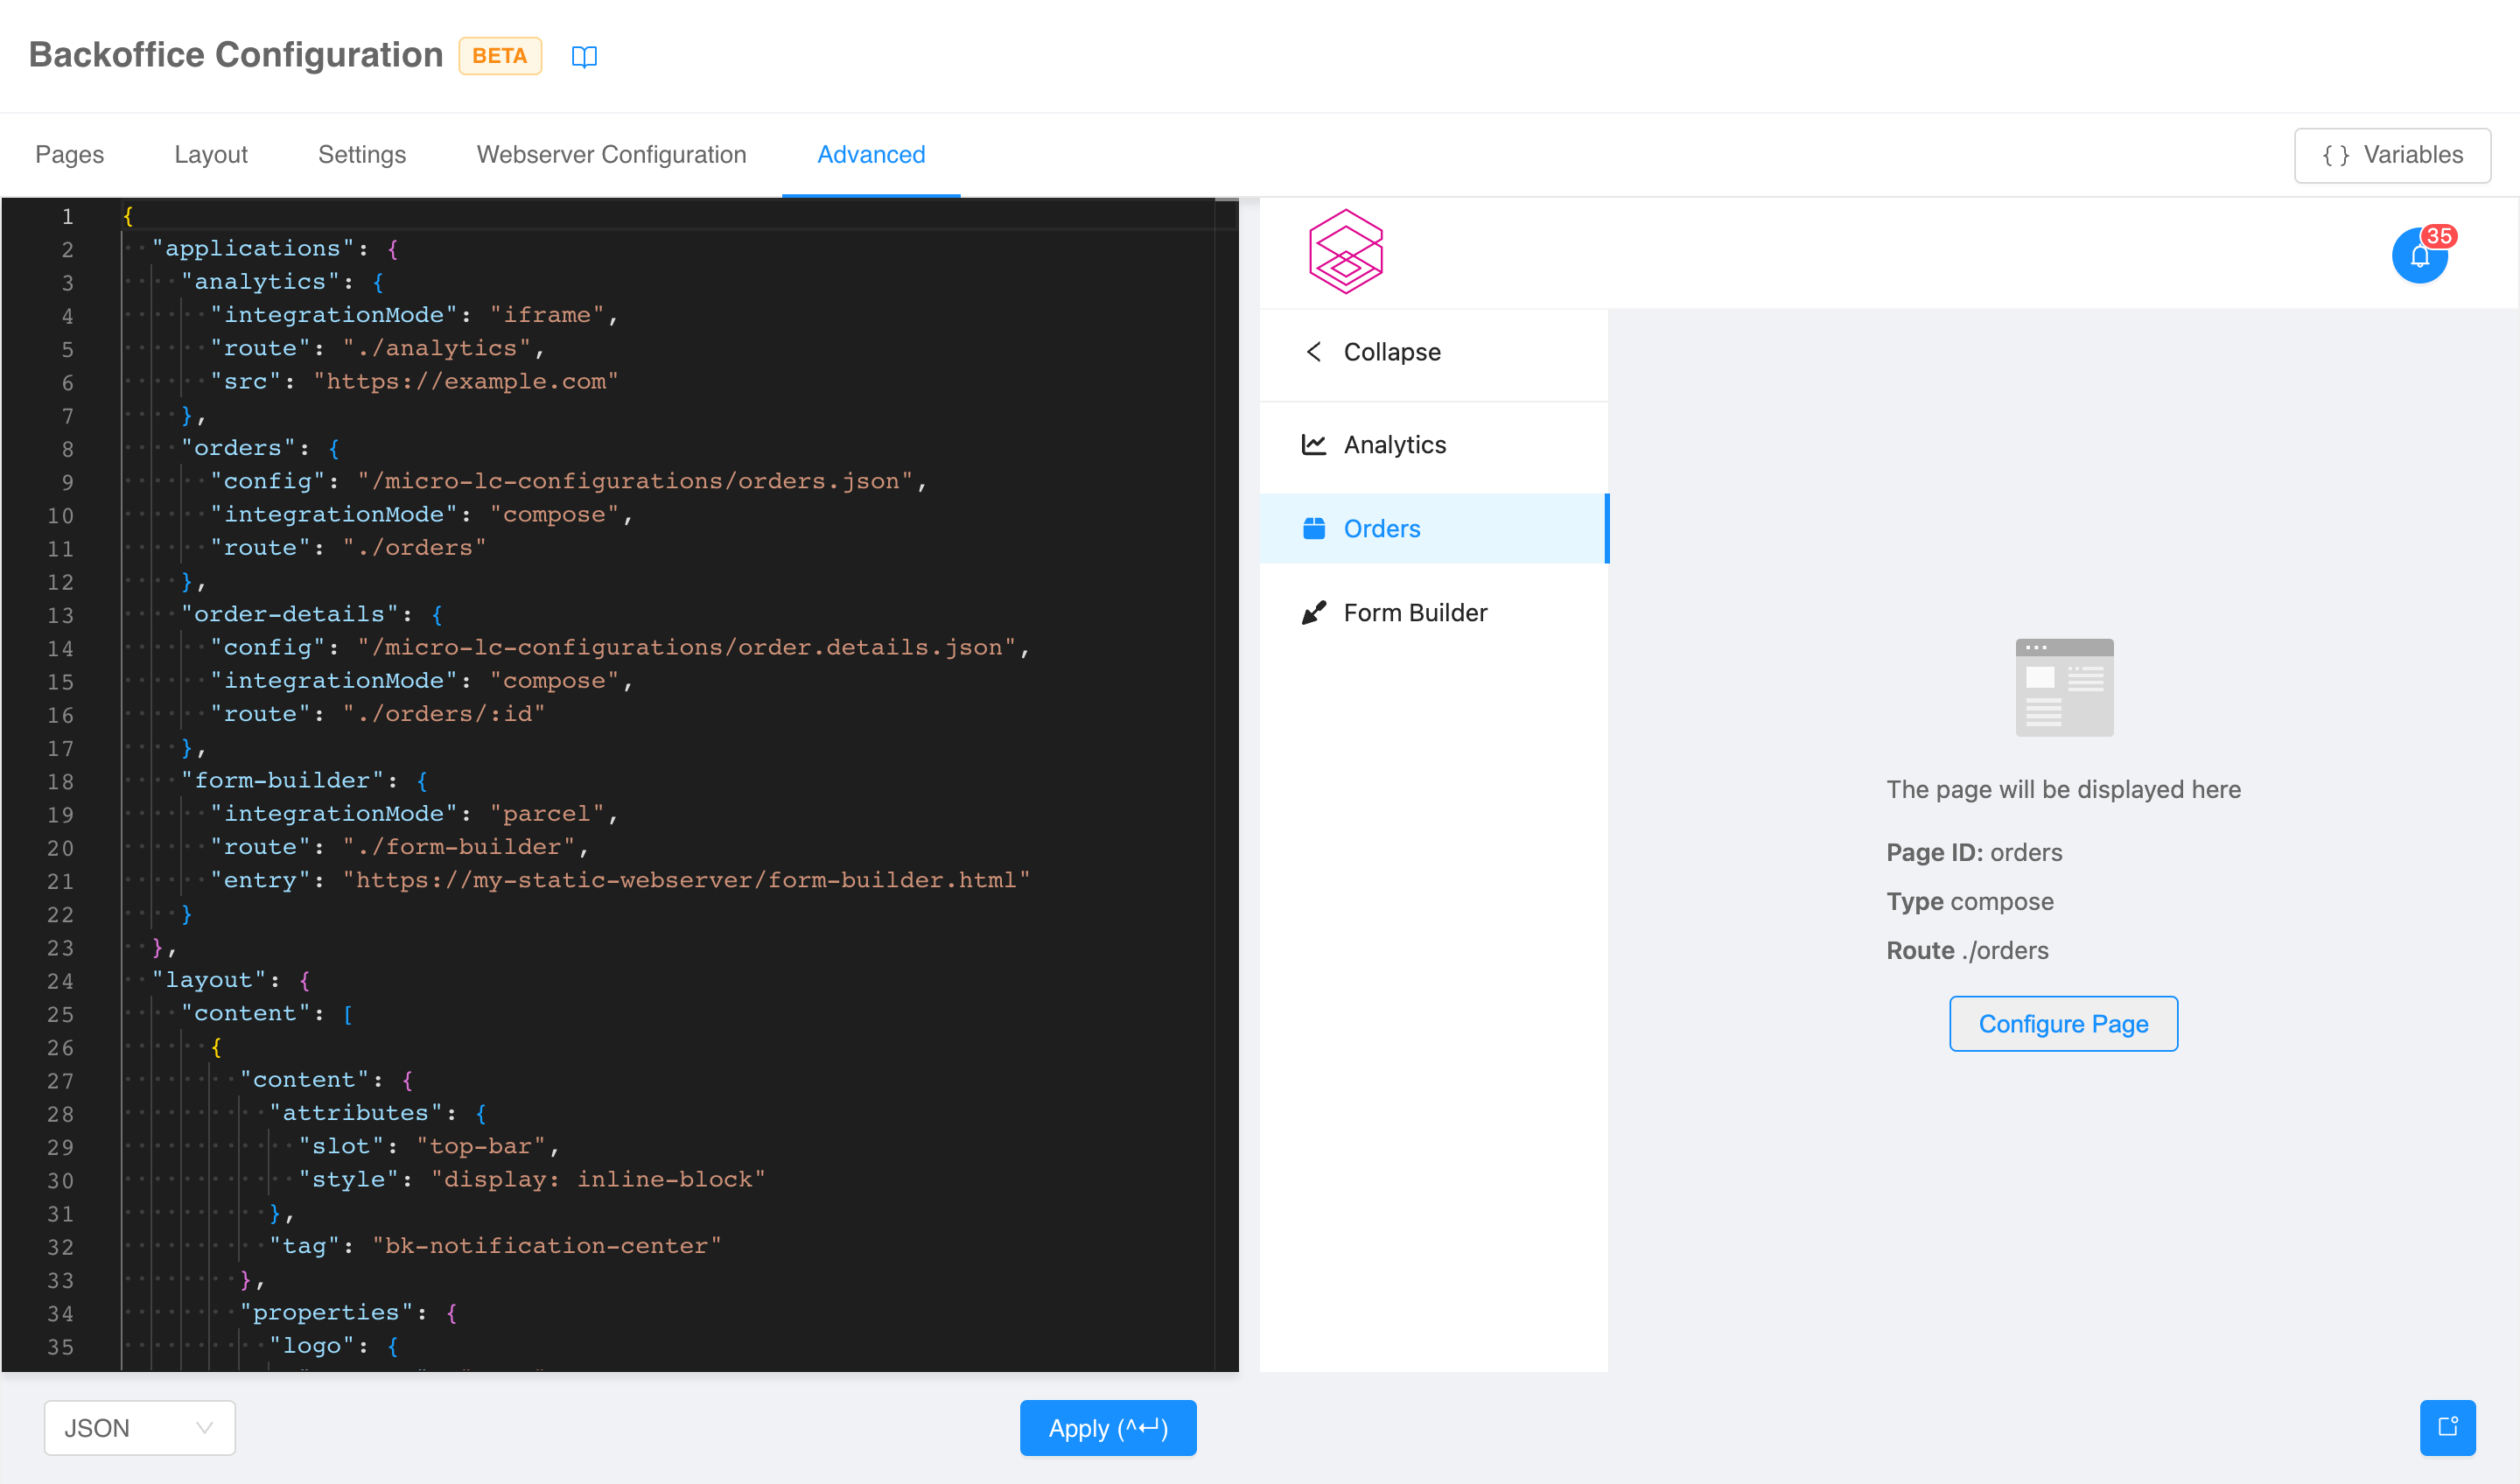 Backoffice Configuration BETA
Pages Layout Settings Webserver Configuration Advanced { } Variables
1 {
2 "applications": {
3 "analytics": {
4 "integrationMode": "iframe",
5 "route": "./analytics",
6 "src": "https://example.com"
7 },
8 "orders": {
9 "config": "/micro-lc-configurations/orders.json",
10 "integrationMode": "compose",
11 "route": "./orders"
12 },
13 "order-details": {
14 "config": "/micro-lc-configurations/order.details.json",
15 "integrationMode": "compose",
16 "route": "./orders/:id"
17 },
18 "form-builder": {
19 "integrationMode": "parcel",
20 "route": "./form-builder",
21 "entry": "https://my-static-webserver/form-builder.html"
22 }
23 },
24 "layout": {
25 "content": [
26 {
27 "content": {
28 "attributes": {
29 "slot": "top-bar",
30 "style": "display: inline-block"
31 },
32 "tag": "bk-notification-center"
33 },
34 "properties": {
35 "logo": {
JSON
Apply (^↵)
35
Collapse
Analytics
Orders
Form Builder
The page will be displayed here
Page ID: orders
Type compose
Route ./orders
Configure Page